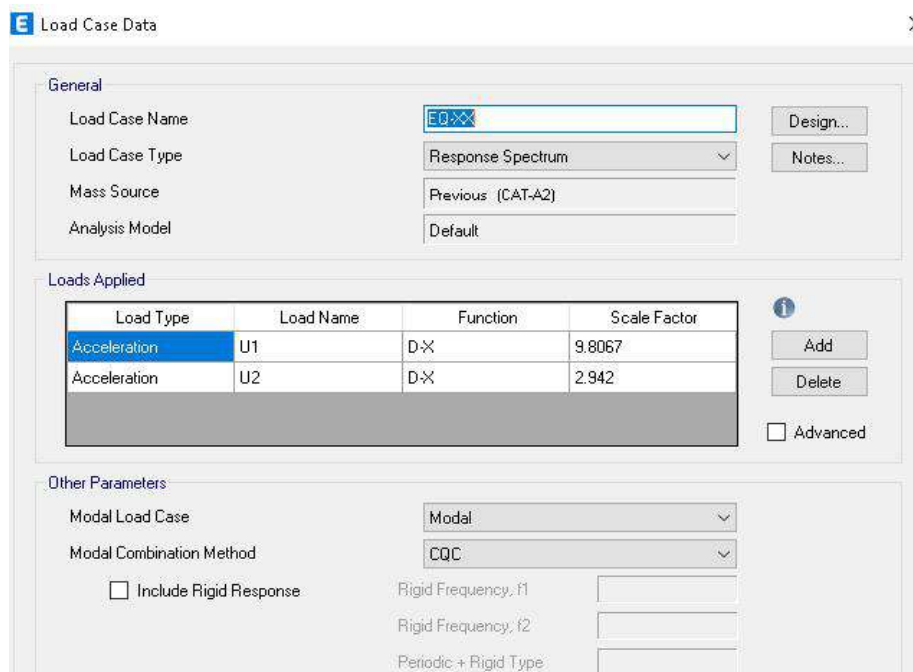 E Load Case Data
General
Load Case Name EQ-XX Design...
Load Case Type Response Spectrum Notes...
Mass Source Previous (CAT-A2)
Analysis Model Default
Loads Applied
Load Type Load Name Function Scale Factor
Acceleration U1 D-X 9.8067 Add
Acceleration U2 D-X 2.942 Delete
Advanced
Other Parameters
Modal Load Case Modal
Modal Combination Method CQC
Include Rigid Response Rigid Frequency, f1
Rigid Frequency, f2
Periodic + Rigid Type